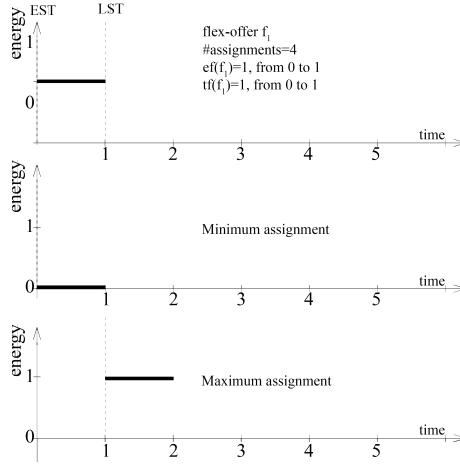 EST LST
energy
1
0
flex-offer f1
#assignments=4
ef(f1)=1, from 0 to 1
tf(f1)=1, from 0 to 1
time
1 2 3 4 5
energy
1
0
Minimum assignment
time
1 2 3 4 5
energy
1
0
Maximum assignment
time
1 2 3 4 5